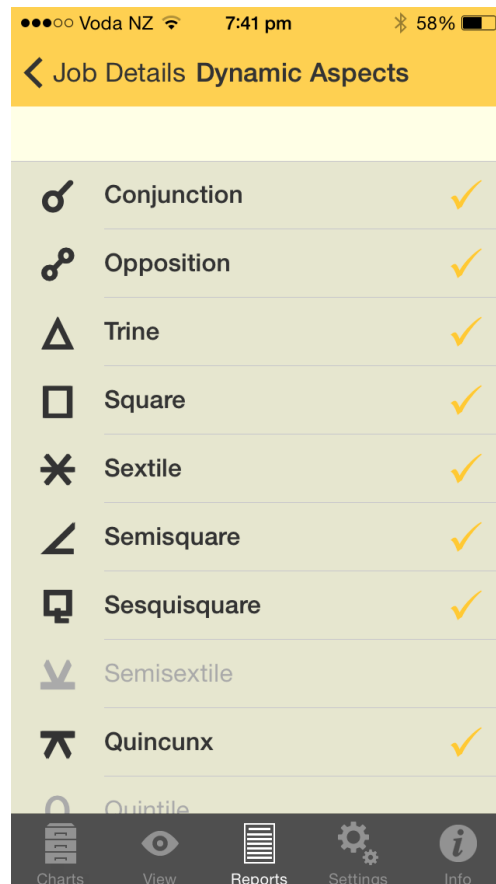 Voda NZ 7:41 pm 58%
Job Details Dynamic Aspects
Conjunction
Opposition
Trine
Square
Sextile
Semisquare
Sesquisquare
Semisextile
Quincunx
Quintile
Charts View Reports Settings Info